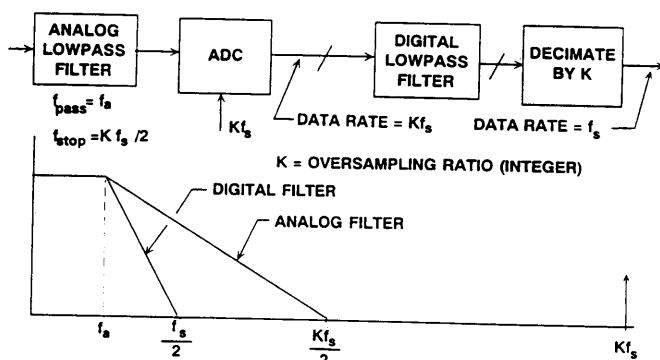 ANALOG
LOWPASS
FILTER
ADC
DIGITAL
LOWPASS
FILTER
DECIMATE
BY K
fpass = fa
fstop = K fs /2
Kfs
DATA RATE = Kfs
DATA RATE = fs
K = OVERSAMPLING RATIO (INTEGER)
DIGITAL FILTER
ANALOG FILTER
fa
fs
2
Kfs
2
Kfs